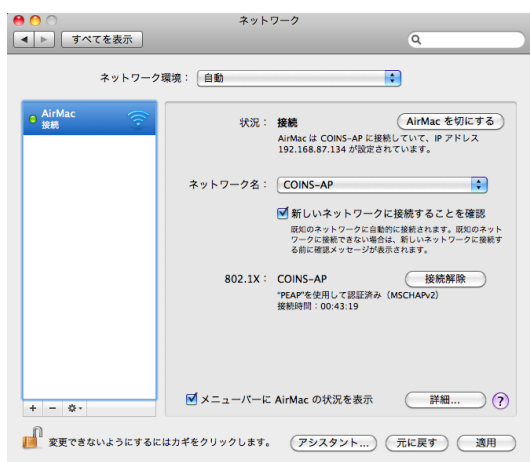 ネットワーク
すべてを表示
ネットワーク環境： 自動
AirMac
接続
状況： 接続 AirMac を切にする
AirMac は COINS-AP に接続していて、IP アドレス
192.168.87.134 が設定されています。
ネットワーク名： COINS-AP
新しいネットワークに接続することを確認
既知のネットワークに自動的に接続されます。既知のネット
ワークに接続できない場合は、新しいネットワークに接続す
る前に確認メッセージが表示されます。
802.1X： COINS-AP 接続解除
"PEAP"を使用して認証済み（MSCHAPv2）
接続時間：00:43:19
メニューバーに AirMac の状況を表示 詳細... ?
変更できないようにするにはカギをクリックします。 アシスタント... 元に戻す 適用